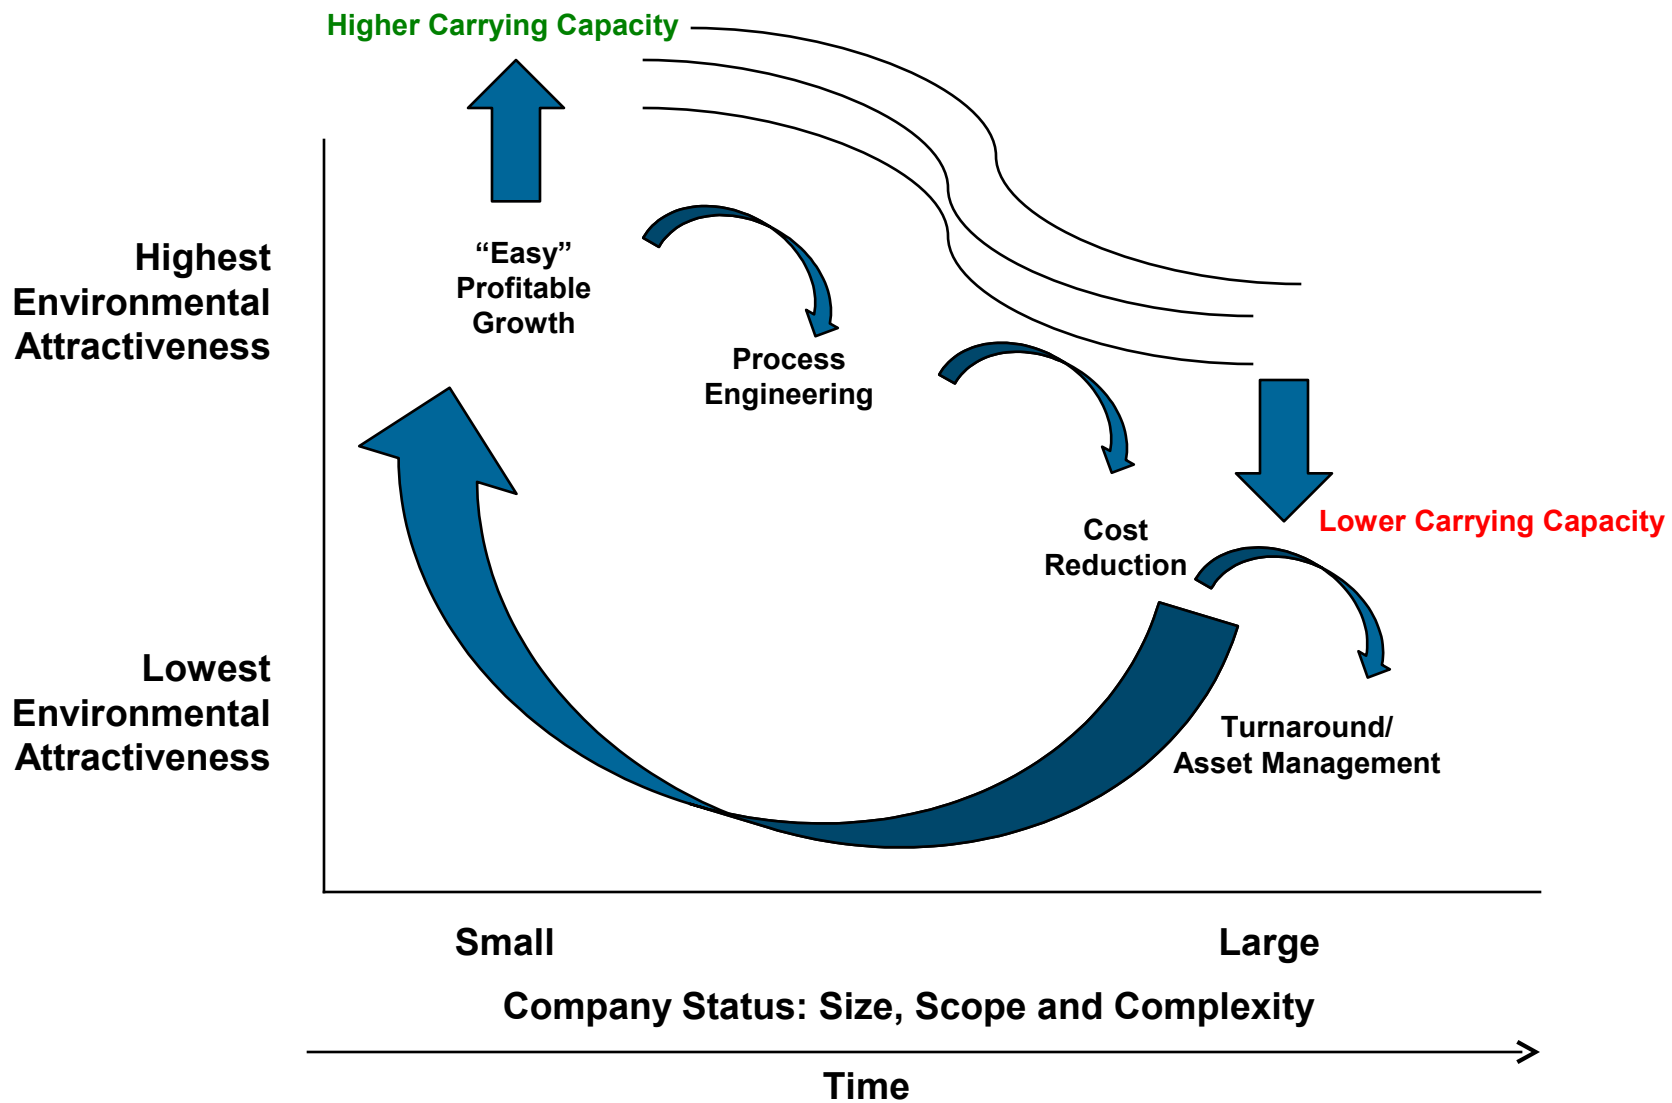 Higher Carrying Capacity
Highest
Environmental
Attractiveness
“Easy”
Profitable
Growth
Process
Engineering
Cost
Reduction
Lower Carrying Capacity
Lowest
Environmental
Attractiveness
Turnaround/
Asset Management
Small
Large
Company Status: Size, Scope and Complexity
Time